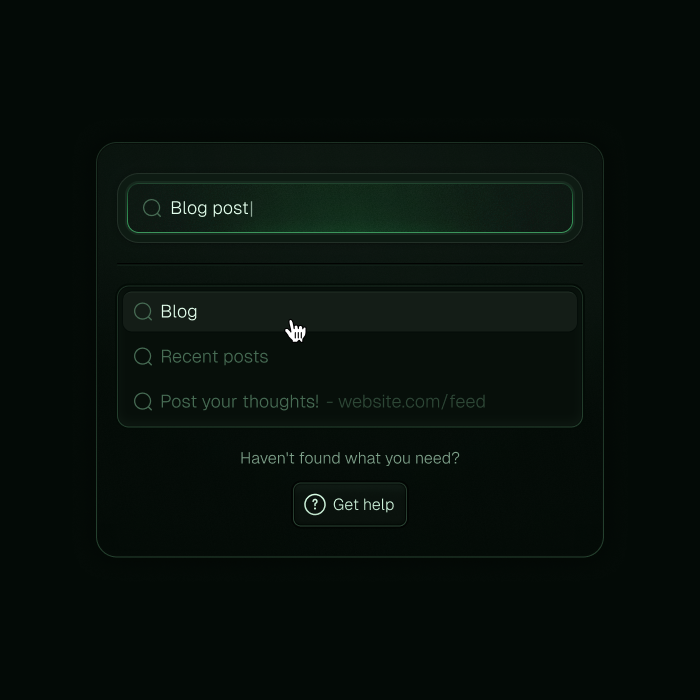 Blog post
Blog
Recent posts
Post your thoughts! - website.com/feed
Haven't found what you need?
? Get help